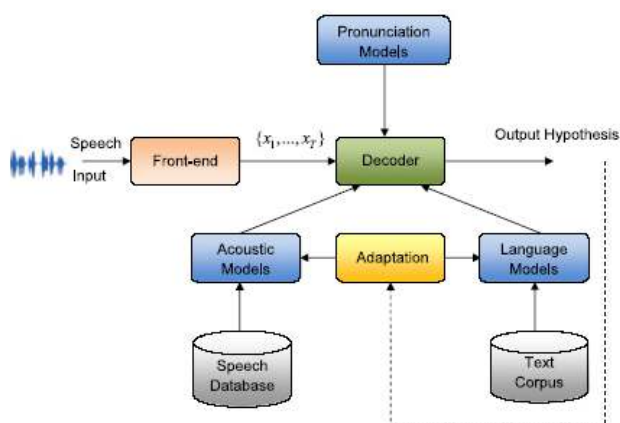 Pronunciation
Models
Speech
Input
Front-end
{x₁,...,x_T}
Decoder
Output Hypothesis
Acoustic
Models
Adaptation
Language
Models
Speech
Database
Text
Corpus